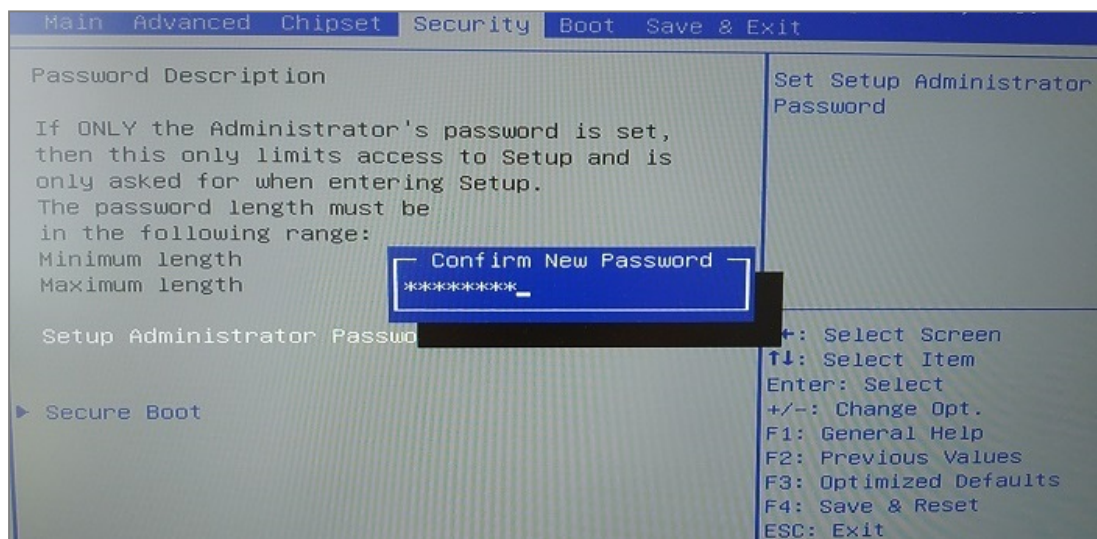 Main Advanced Chipset Security Boot Save & Exit
Password Description
If ONLY the Administrator's password is set,
then this only limits access to Setup and is
only asked for when entering Setup.
The password length must be
in the following range:
Minimum length
Maximum length
Setup Administrator Passwo
Secure Boot
Confirm New Password
********_
Set Setup Administrator
Password
←: Select Screen
↑↓: Select Item
Enter: Select
+/-: Change Opt.
F1: General Help
F2: Previous Values
F3: Optimized Defaults
F4: Save & Reset
ESC: Exit